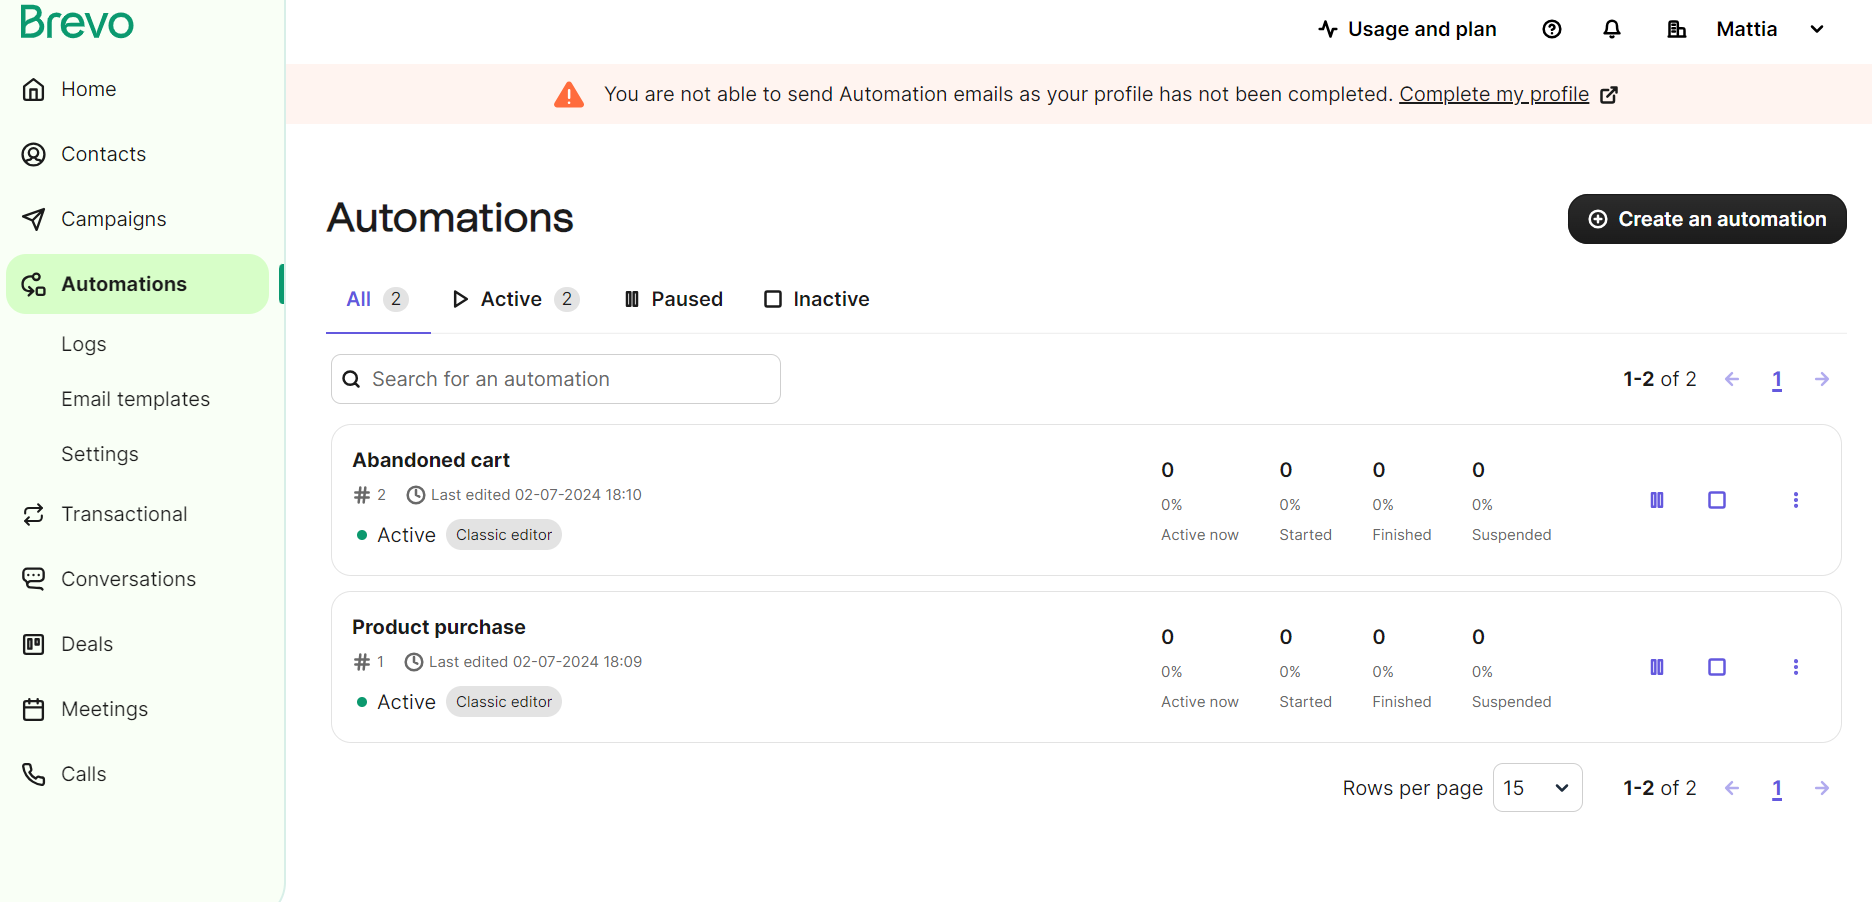 Brevo
Usage and plan
Mattia
Home
Contacts
Campaigns
Automations
Logs
Email templates
Settings
Transactional
Conversations
Deals
Meetings
Calls
You are not able to send Automation emails as your profile has not been completed. Complete my profile
Automations
Create an automation
All 2
Active 2
Paused
Inactive
Search for an automation
1-2 of 2
1
Abandoned cart
# 2 Last edited 02-07-2024 18:10
Active Classic editor
0 0 0 0
0% 0% 0% 0%
Active now Started Finished Suspended
Product purchase
# 1 Last edited 02-07-2024 18:09
Active Classic editor
0 0 0 0
0% 0% 0% 0%
Active now Started Finished Suspended
Rows per page 15 1-2 of 2 1